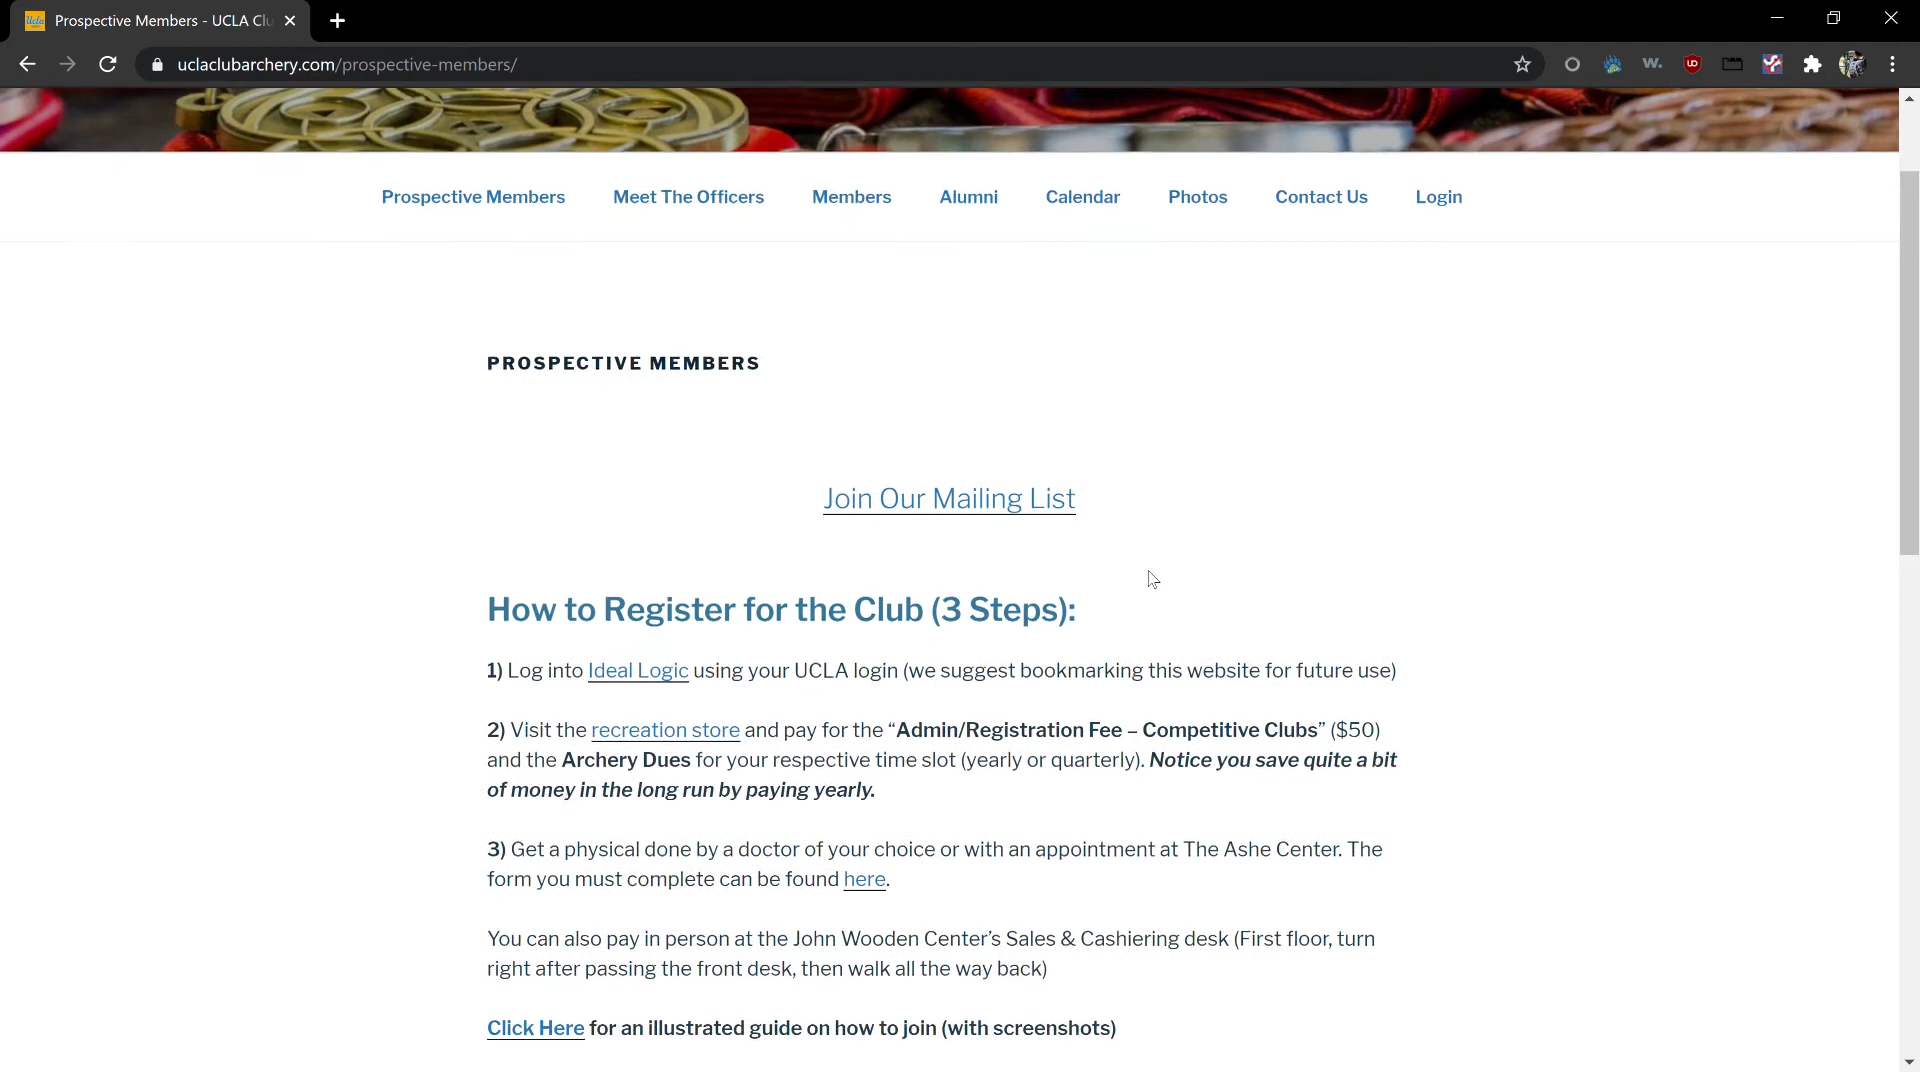 Prospective Members - UCLA Clu
uclaclubarchery.com/prospective-members/
Prospective Members Meet The Officers Members Alumni Calendar Photos Contact Us Login
PROSPECTIVE MEMBERS
Join Our Mailing List
How to Register for the Club (3 Steps):
1) Log into Ideal Logic using your UCLA login (we suggest bookmarking this website for future use)
2) Visit the recreation store and pay for the “Admin/Registration Fee – Competitive Clubs” ($50)
and the Archery Dues for your respective time slot (yearly or quarterly). Notice you save quite a bit
of money in the long run by paying yearly.
3) Get a physical done by a doctor of your choice or with an appointment at The Ashe Center. The
form you must complete can be found here.
You can also pay in person at the John Wooden Center’s Sales & Cashiering desk (First floor, turn
right after passing the front desk, then walk all the way back)
Click Here for an illustrated guide on how to join (with screenshots)